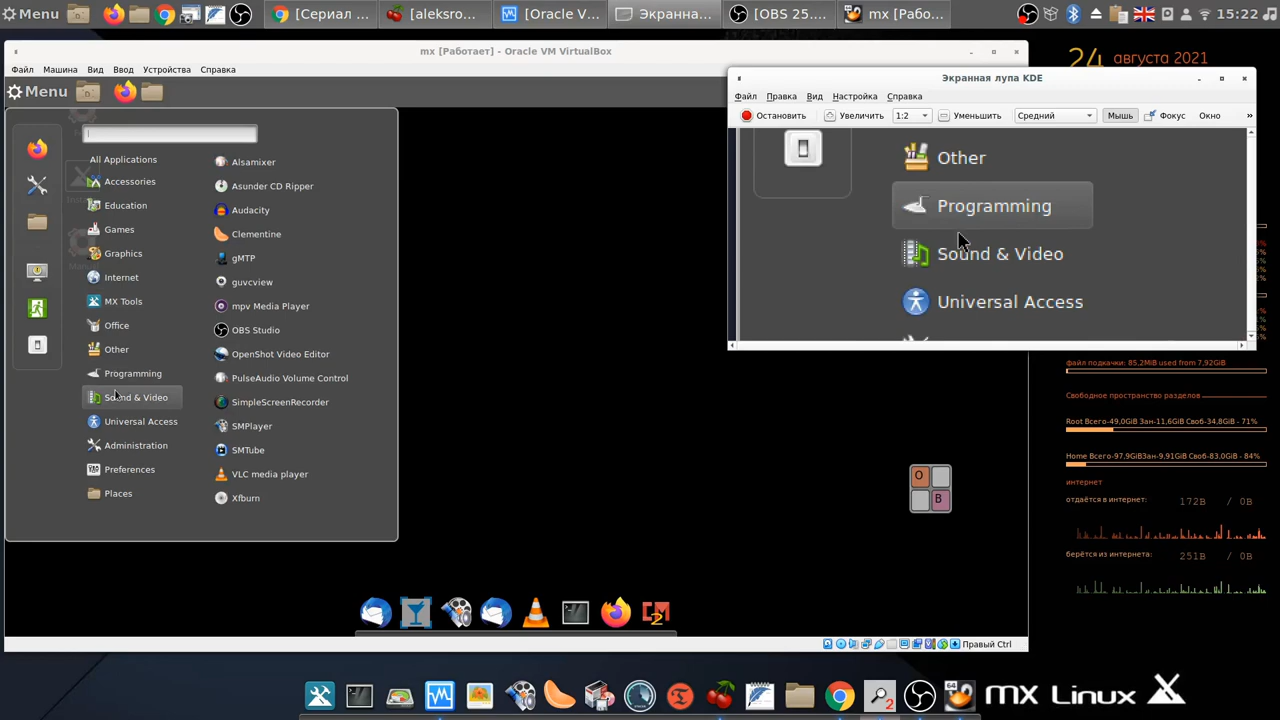 Menu
[Сериал ...
[aleksro...
[Oracle V...
Экранна...
[OBS 25....
mx [Рабо...
15:22
mx [Работает] - Oracle VM VirtualBox
Файл Машина Вид Ввод Устройства Справка
Menu
All Applications
Accessories
Education
Games
Graphics
Internet
MX Tools
Office
Other
Programming
Sound & Video
Universal Access
Administration
Preferences
Places
Alsamixer
Asunder CD Ripper
Audacity
Clementine
gMTP
guvcview
mpv Media Player
OBS Studio
OpenShot Video Editor
PulseAudio Volume Control
SimpleScreenRecorder
SMPlayer
SMTube
VLC media player
Xfburn
Правый Ctrl
Экранная лупа KDE
Файл Правка Вид Настройка Справка
Остановить Увеличить 1:2 Уменьшить Средний Мышь Фокус Окно »
Other
Programming
Sound & Video
Universal Access
O
B
24 августа 2021
файл подкачки: 85,2MiB used from 7,92GiB
Свободное пространство разделов
Root Всего-49,0GiB Зан-11,6GiB Своб-34,8GiB - 71%
Home Всего-97,9GiBЗан-9,91GiB Своб-83,0GiB - 84%
интернет
отдаётся в интернет: 172B / 0B
берётся из интернета: 251B / 0B
2
64
MX Linux